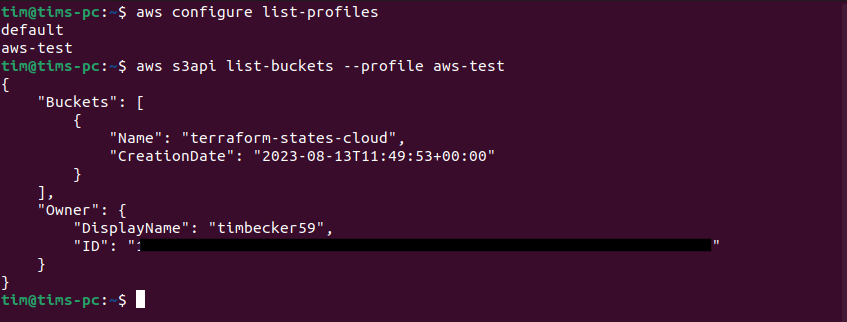 tim@tims-pc:~$ aws configure list-profiles
default
aws-test
tim@tims-pc:~$ aws s3api list-buckets --profile aws-test
{
    "Buckets": [
        {
            "Name": "terraform-states-cloud",
            "CreationDate": "2023-08-13T11:49:53+00:00"
        }
    ],
    "Owner": {
        "DisplayName": "timbecker59",
        "ID": " "
    }
}
tim@tims-pc:~$